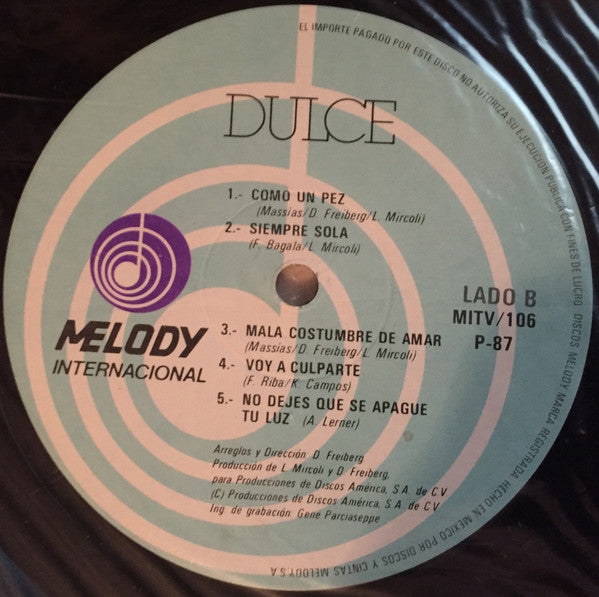 EL IMPORTE PAGADO POR ESTE DISCO NO AUTORIZA SU EJECUCION PUBLICA CON FINES DE LUCRO DISCOS MELODY MARCA REGISTRADA HECHO EN MEXICO POR DISCOS Y CINTAS MELODY S A
DULCE
1.- COMO UN PEZ
(Massias/D. Freiberg/L. Mircoli)
2.- SIEMPRE SOLA
(F. Bagala/L. Mircoli)
LADO B
MITV/106
P-87
MELODY
INTERNACIONAL
3.- MALA COSTUMBRE DE AMAR
(Massias/D. Freiberg/L. Mircoli)
4.- VOY A CULPARTE
(F. Riba/K. Campos)
5.- NO DEJES QUE SE APAGUE
TU LUZ (A. Lerner)
Arreglos y Dirección D. Freiberg
Producción de L. Mircoli y D. Freiberg,
para Producciones de Discos América, S.A. de C.V.
(C) Producciones de Discos América, S.A. de C.V.
Ing. de grabación: Gene Parciaseppe